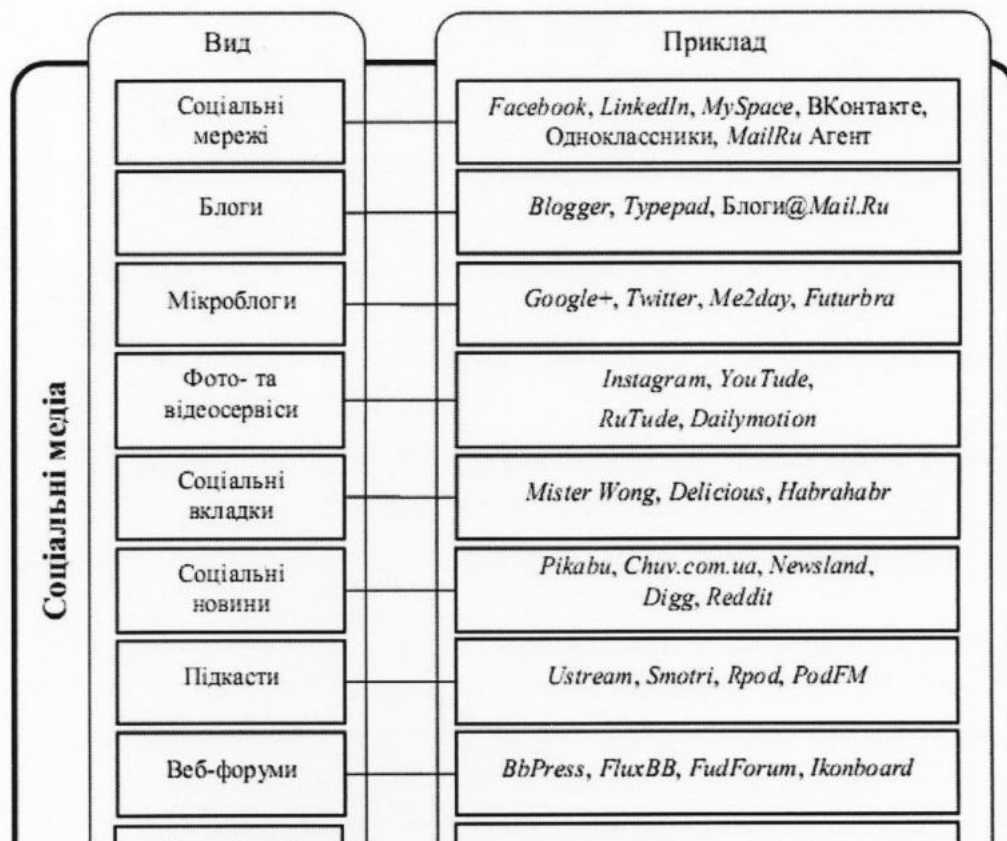 Вид
Приклад
Соціальні медіа
Соціальні
мережі
Facebook, LinkedIn, MySpace, ВКонтакте,
Одноклассники, MailRu Агент
Блоги
Blogger, Typepad, Блоги@Mail.Ru
Мікроблоги
Google+, Twitter, Me2day, Futurbra
Фото- та
відеосервіси
Instagram, YouTude,
RuTude, Dailymotion
Соціальні
вкладки
Mister Wong, Delicious, Habrahabr
Соціальні
новини
Pikabu, Chuv.com.ua, Newsland,
Digg, Reddit
Підкасти
Ustream, Smotri, Rpod, PodFM
Веб-форуми
BbPress, FluxBB, FudForum, Ikonboard